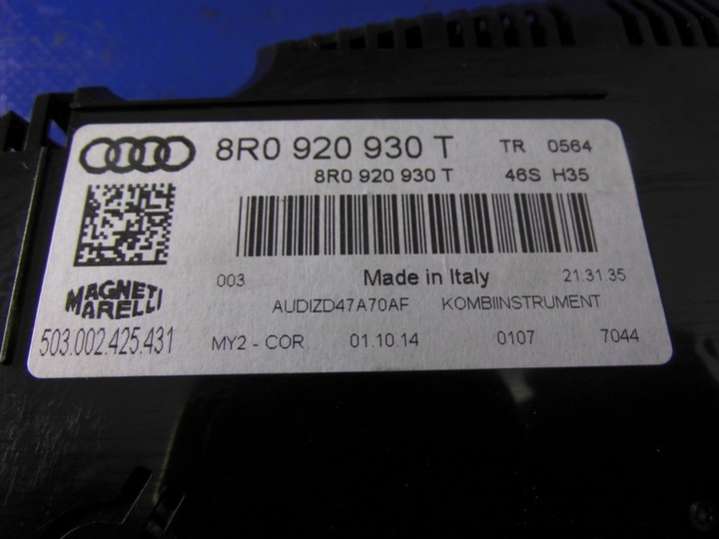 8R0 920 930 T TR 0564
8R0 920 930 T 46S H35
003 Made in Italy 21.31.35
MAGNETI MARELLI
AUDIZD47A70AF KOMBIINSTRUMENT
503.002.425.431 MY2 - COR 01.10.14 0107 7044